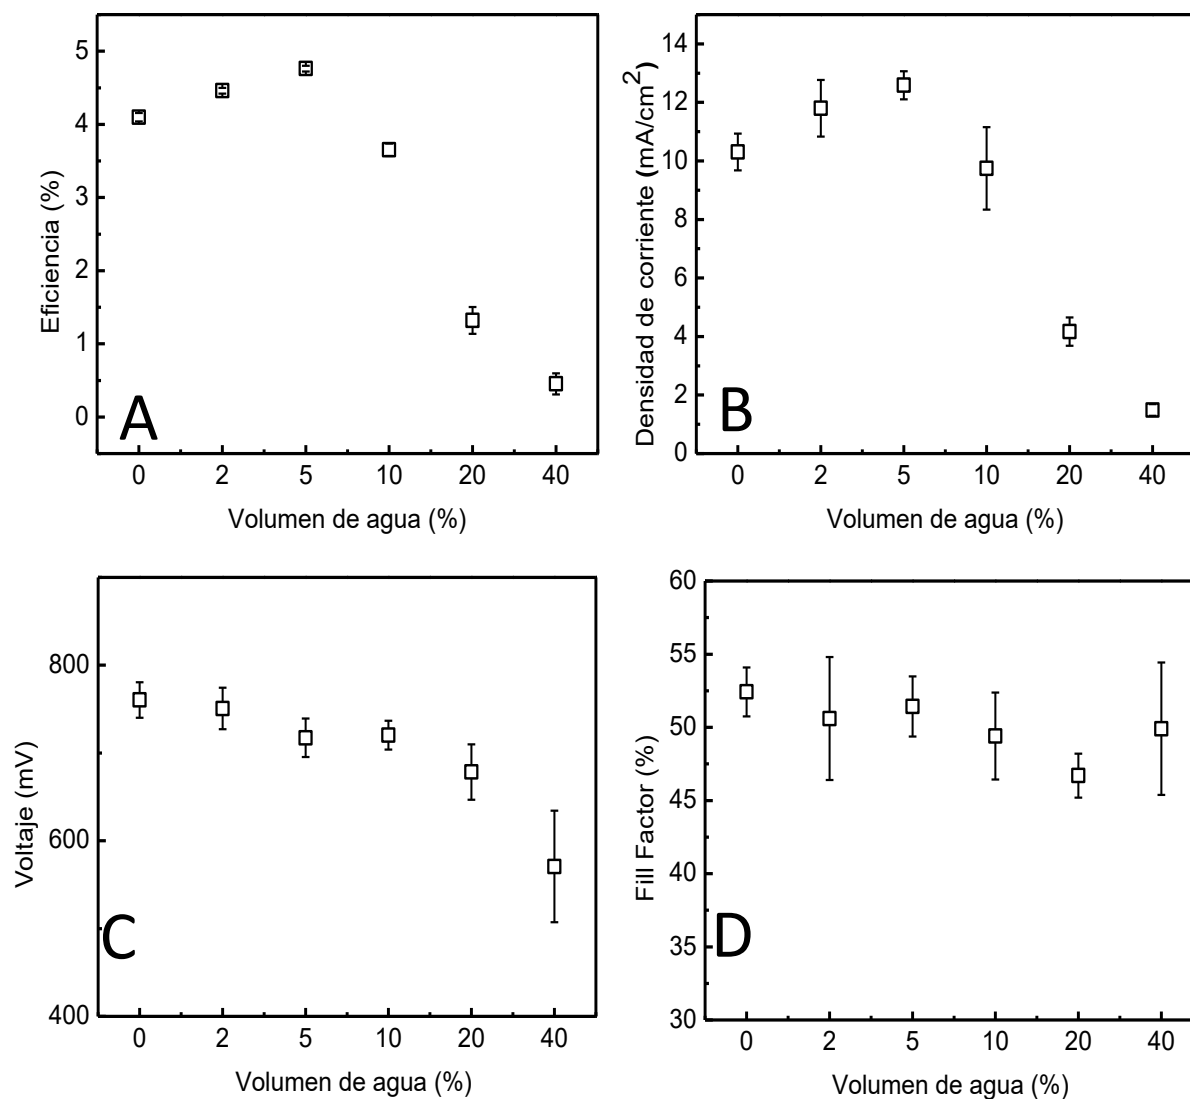 5
4
3
2
1
0
Eficiencia (%)
A
0 2 5 10 20 40
Volumen de agua (%)
14
12
10
8
6
4
2
0
Densidad de corriente (mA/cm2)
B
0 2 5 10 20 40
Volumen de agua (%)
800
600
400
Voltaje (mV)
C
0 2 5 10 20 40
Volumen de agua (%)
60
55
50
45
40
35
30
Fill Factor (%)
D
0 2 5 10 20 40
Volumen de agua (%)